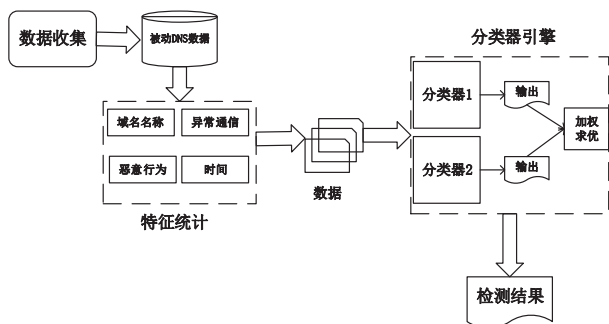 数据收集
被动DNS数据
域名名称
异常通信
恶意行为
时间
特征统计
数据
分类器引擎
分类器1
输出
分类器2
输出
加权
求优
检测结果